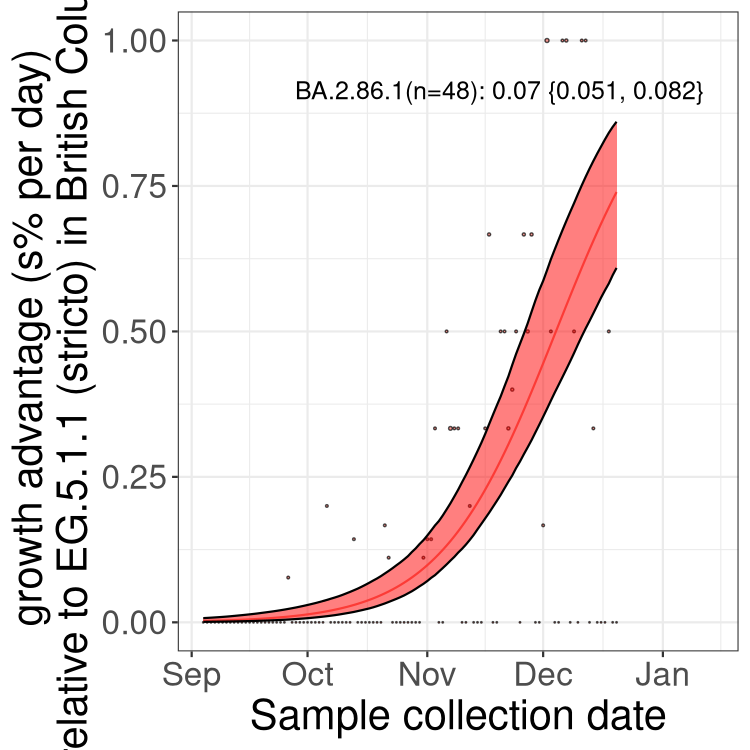 growth advantage (s% per day)
relative to EG.5.1.1 (stricto) in British
1.00
0.75
0.50
0.25
0.00
BA.2.86.1(n=48): 0.07 {0.051, 0.082}
Sep Oct Nov Dec Jan
Sample collection date